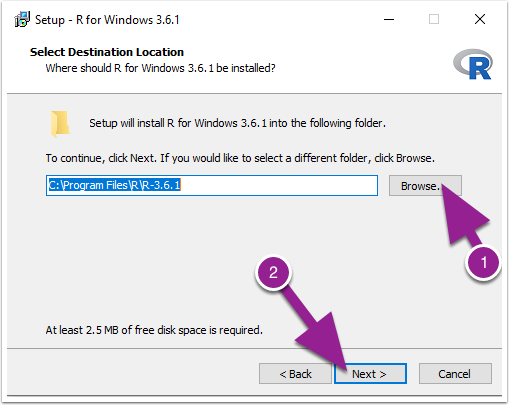 Setup - R for Windows 3.6.1
Select Destination Location
Where should R for Windows 3.6.1 be installed?
R
Setup will install R for Windows 3.6.1 into the following folder.
To continue, click Next. If you would like to select a different folder, click Browse.
C:\Program Files\R\R-3.6.1
Browse...
1
2
At least 2.5 MB of free disk space is required.
< Back
Next >
Cancel